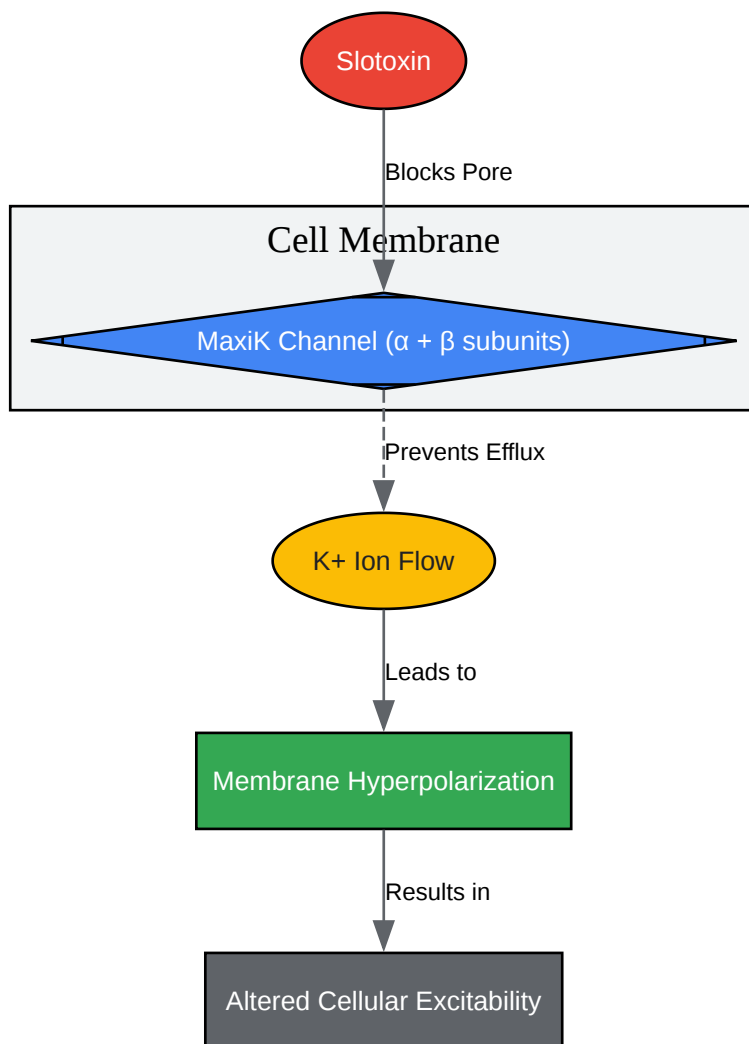 Slotoxin
Blocks Pore
Cell Membrane
MaxiK Channel (α + β subunits)
Prevents Efflux
K+ Ion Flow
Leads to
Membrane Hyperpolarization
Results in
Altered Cellular Excitability